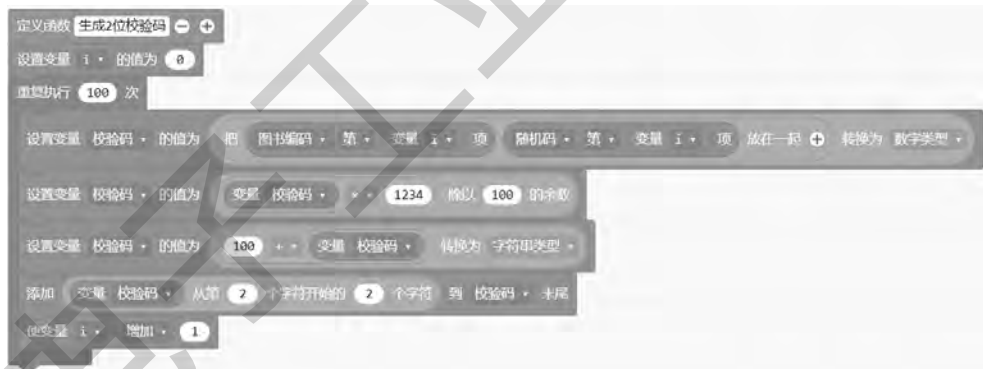 定义函数 生成2位校验码
设置变量 i 的值为 0
重复执行 100 次
设置变量 校验码 的值为 把 图书编码 第 变量 i 项 随机码 第 变量 i 项 放在一起 转换为 数字类型
设置变量 校验码 的值为 变量 校验码 * 1234 除以 100 的余数
设置变量 校验码 的值为 100 + 变量 校验码 转换为 字符串类型
添加 变量 校验码 从第 2 个字符开始的 2 个字符 到 校验码 末尾
使变量 i 增加 1